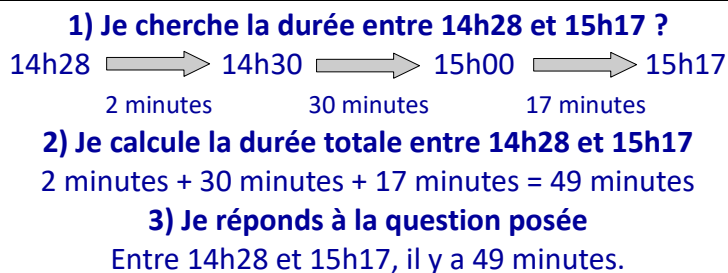 1) Je cherche la durée entre 14h28 et 15h17 ?
14h28 14h30 15h00 15h17
2 minutes 30 minutes 17 minutes
2) Je calcule la durée totale entre 14h28 et 15h17
2 minutes + 30 minutes + 17 minutes = 49 minutes
3) Je réponds à la question posée
Entre 14h28 et 15h17, il y a 49 minutes.